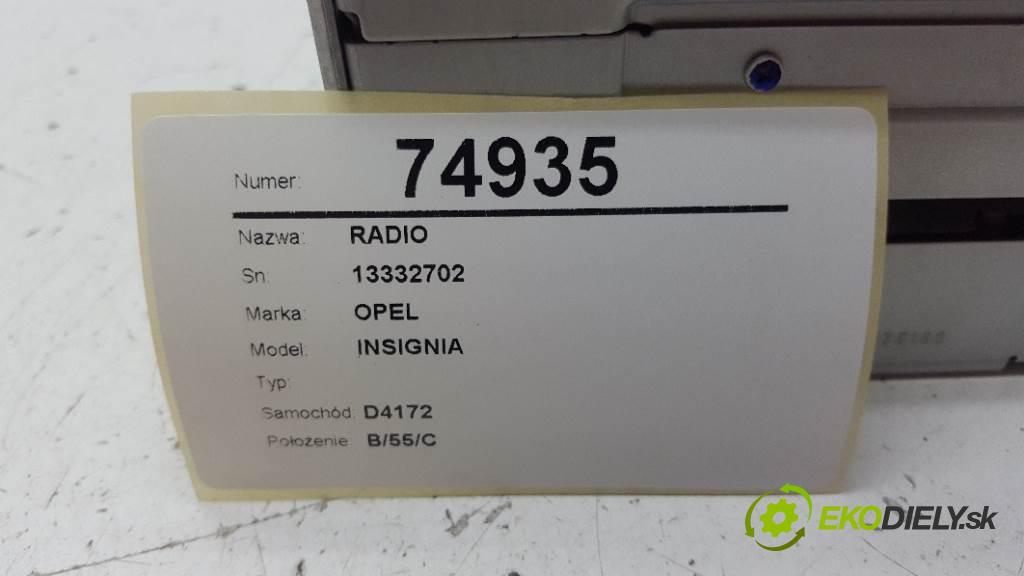 Numer: 74935
Nazwa: RADIO
Sn: 13332702
Marka: OPEL
Model: INSIGNIA
Typ:
Samochód: D4172
Położenie: B/55/C
EKODIELY.sk